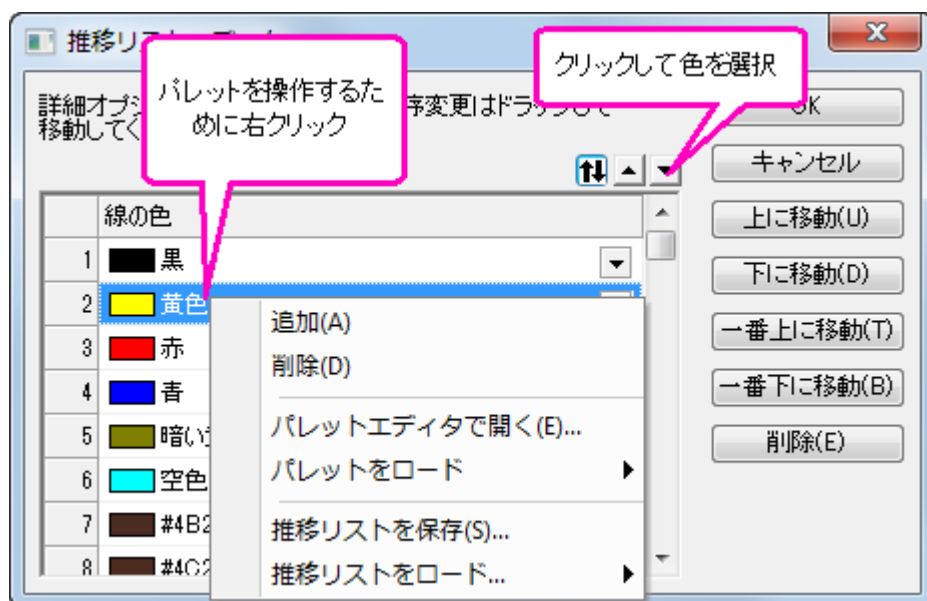 推移リスト
クリックして色を選択
パレットを操作するた
めに右クリック
詳細オプシ
序変更はドラッグして
移動してく
OK
キャンセル
上に移動(U)
下に移動(D)
一番上に移動(T)
一番下に移動(B)
削除(E)
線の色
1 黒
2 黄色
3 赤
4 青
5 暗い
6 空色
7 #4B2
8 #4C2
追加(A)
削除(D)
パレットエディタで開く(E)...
パレットをロード
推移リストを保存(S)...
推移リストをロード...